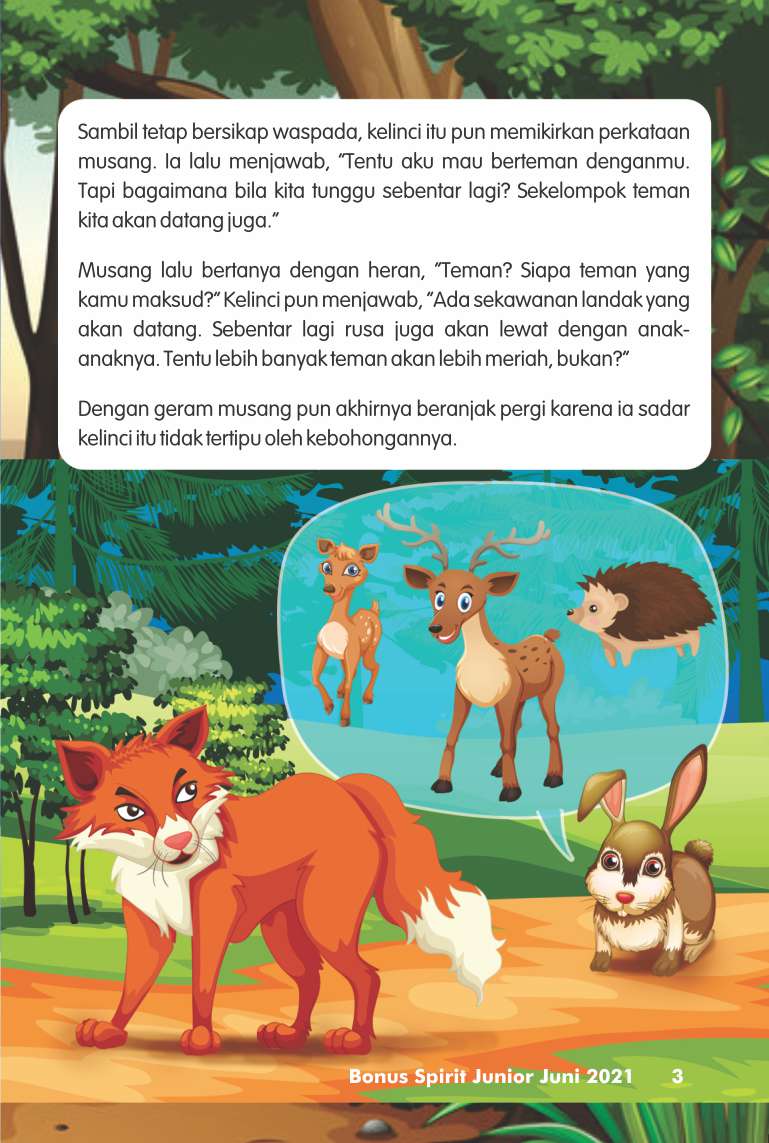 Sambil tetap bersikap waspada, kelinci itu pun memikirkan perkataan
musang. Ia lalu menjawab, “Tentu aku mau berteman denganmu.
Tapi bagaimana bila kita tunggu sebentar lagi? Sekelompok teman
kita akan datang juga.”
Musang lalu bertanya dengan heran, “Teman? Siapa teman yang
kamu maksud?” Kelinci pun menjawab, “Ada sekawanan landak yang
akan datang. Sebentar lagi rusa juga akan lewat dengan anak-
anaknya. Tentu lebih banyak teman akan lebih meriah, bukan?”
Dengan geram musang pun akhirnya beranjak pergi karena ia sadar
kelinci itu tidak tertipu oleh kebohongannya.
Bonus Spirit Junior Juni 2021 3